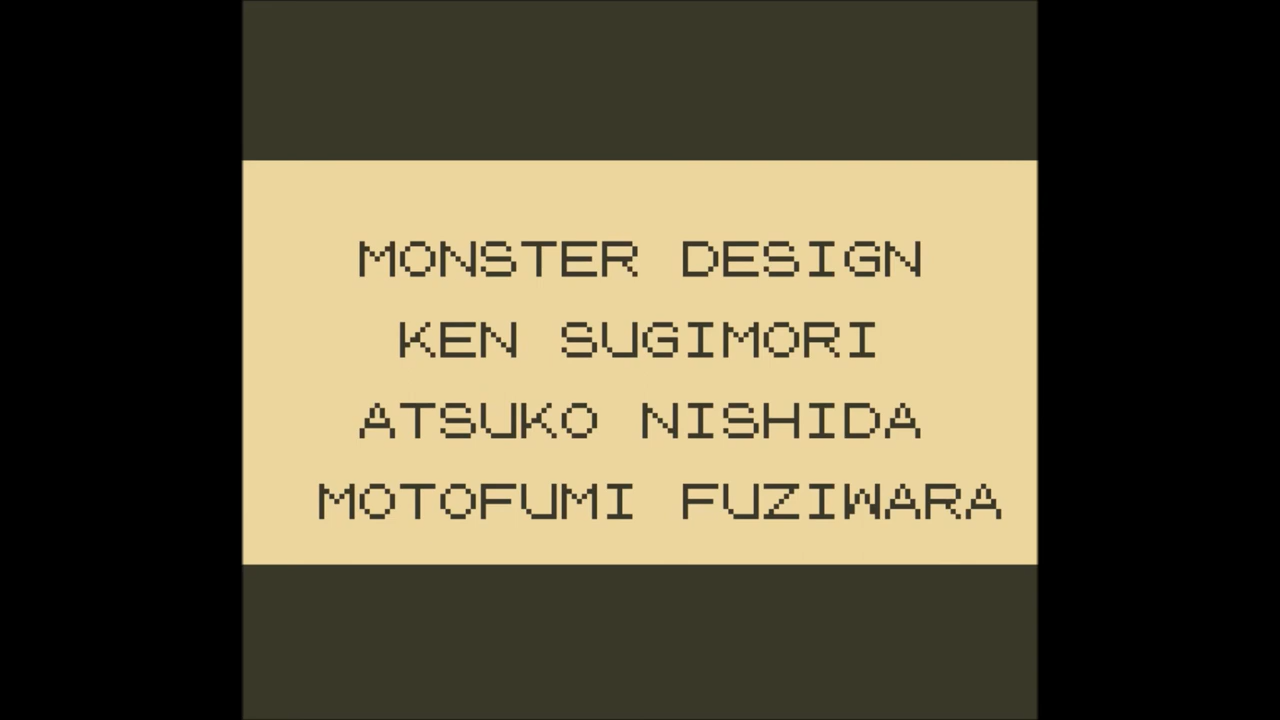 MONSTER DESIGN
KEN SUGIMORI
ATSUKO NISHIDA
MOTOFUMI FUZIWARA